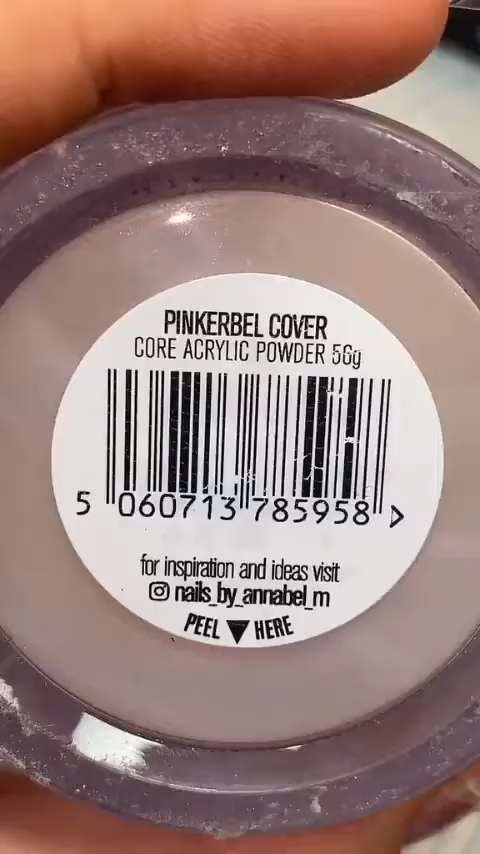 PINKERBEL COVER
CORE ACRYLIC POWDER 56g
5 060713 785958 >
for inspiration and ideas visit
nails_by_annabel_m
PEEL ▼ HERE